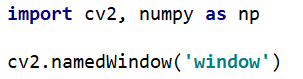 import cv2, numpy as np
cv2.namedWindow('window')